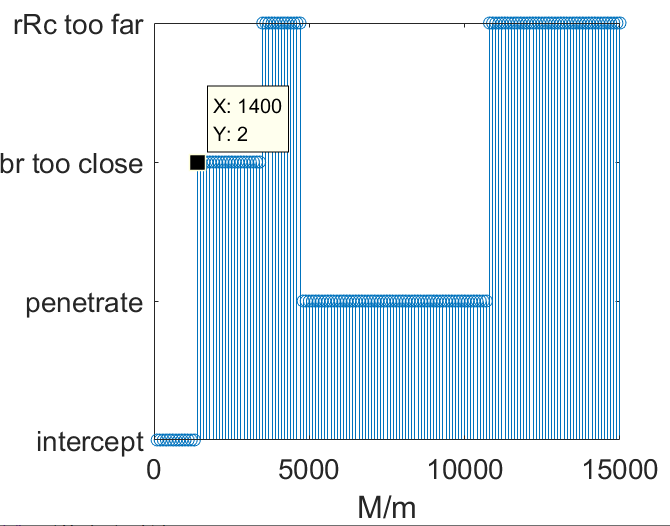 rRc too far
X: 1400
Y: 2
br too close
penetrate
intercept
0 5000 10000 15000
M/m